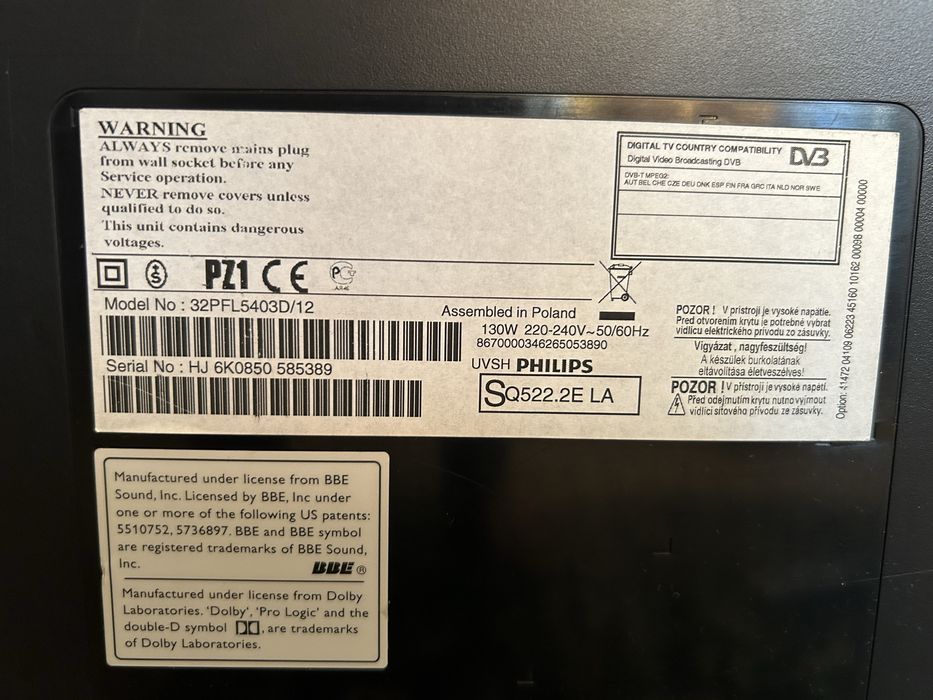 WARNING
ALWAYS remove mains plug
from wall socket before any
Service operation.
NEVER remove covers unless
qualified to do so.
This unit contains dangerous
voltages.
DIGITAL TV COUNTRY COMPATIBILITY
Digital Video Broadcasting DVB
DVB
DVB-T MPEG2:
AUT BEL CHE CZE DEU DNK ESP FIN FRA GRC ITA NLD NOR SWE
S
PZ1 CE
PG
Model No : 32PFL5403D/12
Assembled in Poland
130W 220-240V~50/60Hz
8670000346265053890
Serial No : HJ 6K0850 585389
UVSH PHILIPS
SQ522.2E LA
POZOR ! V prístroji je vysoké napätie.
Pred otvorením krytu je potrebné vybrat
vidlicu elektrického prívodu zo zásuvky.
Vigyázat , nagyfeszültség!
A készülek burkolatának
eltávolítása életveszélyes!
POZOR ! V přístroji je vysoké napětí.
Před odejmutím krytu nutno vyjmout
vidlici síťového přívodu ze zásuvky.
Option: 41472 04109 06223 45160 10162 00098 00004 00000
Manufactured under license from BBE
Sound, Inc. Licensed by BBE, Inc under
one or more of the following US patents:
5510752, 5736897. BBE and BBE symbol
are registered trademarks of BBE Sound,
Inc.
BBE ®
Manufactured under license from Dolby
Laboratories. 'Dolby', 'Pro Logic' and the
double-D symbol , are trademarks
of Dolby Laboratories.